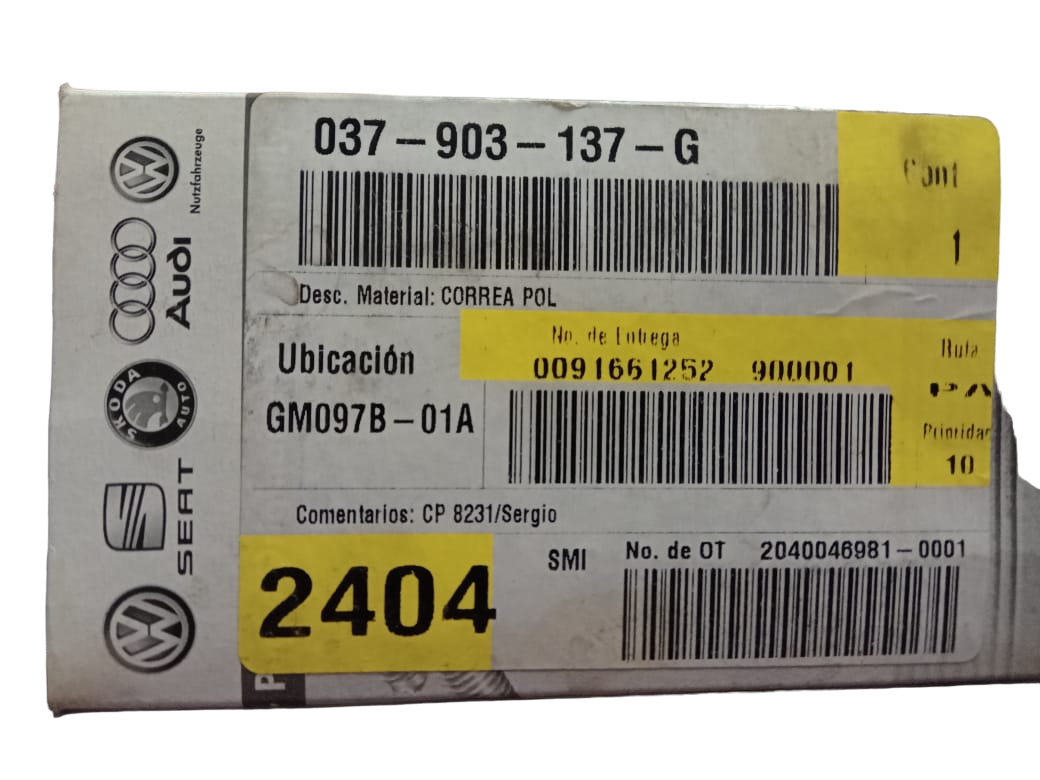 037-903-137-G
Cant
1
Desc. Material: CORREA POL
No. de Entrega
0091661252 900001
Ruta
Ubicación
GM097B-01A
Prioridad
10
Comentarios: CP 8231/Sergio
2404
SMI
No. de OT 2040046981-0001
Nutzfahrzeuge
Audi
SKODA
AUTO
SEAT